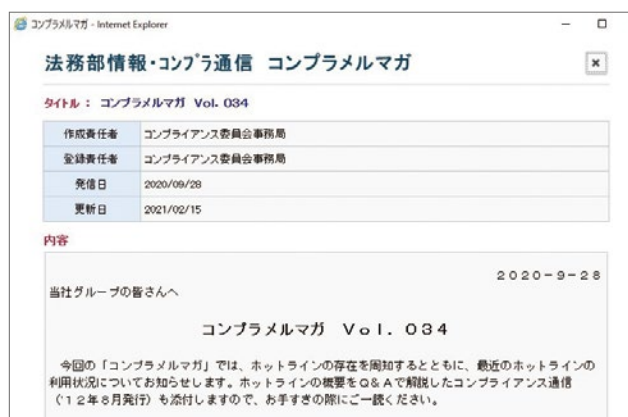 コンプラメルマガ - Internet Explorer
法務部情報・コンプラ通信 コンプラメルマガ
タイトル： コンプラメルマガ Vol. 034
作成責任者 コンプライアンス委員会事務局
登録責任者 コンプライアンス委員会事務局
発信日 2020/09/28
更新日 2021/02/15
内容
２０２０－９－２８
当社グループの皆さんへ
コンプラメルマガ Ｖｏｌ．０３４
今回の「コンプラメルマガ」では、ホットラインの存在を周知するとともに、最近のホットラインの
利用状況についてお知らせします。ホットラインの概要をＱ＆Ａで解説したコンプライアンス通信
（’１２年８月発行）も添付しますので、お手すきの際にご一読ください。